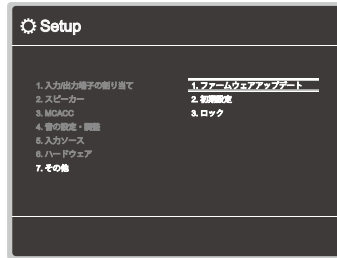 Setup
1. 入力/出力端子の割り当て
2. スピーカー
3. MCACC
4. 音の設定・調整
5. 入力ソース
6. ハードウェア
7. その他
1. ファームウェアアップデート
2. 初期設定
3. ロック